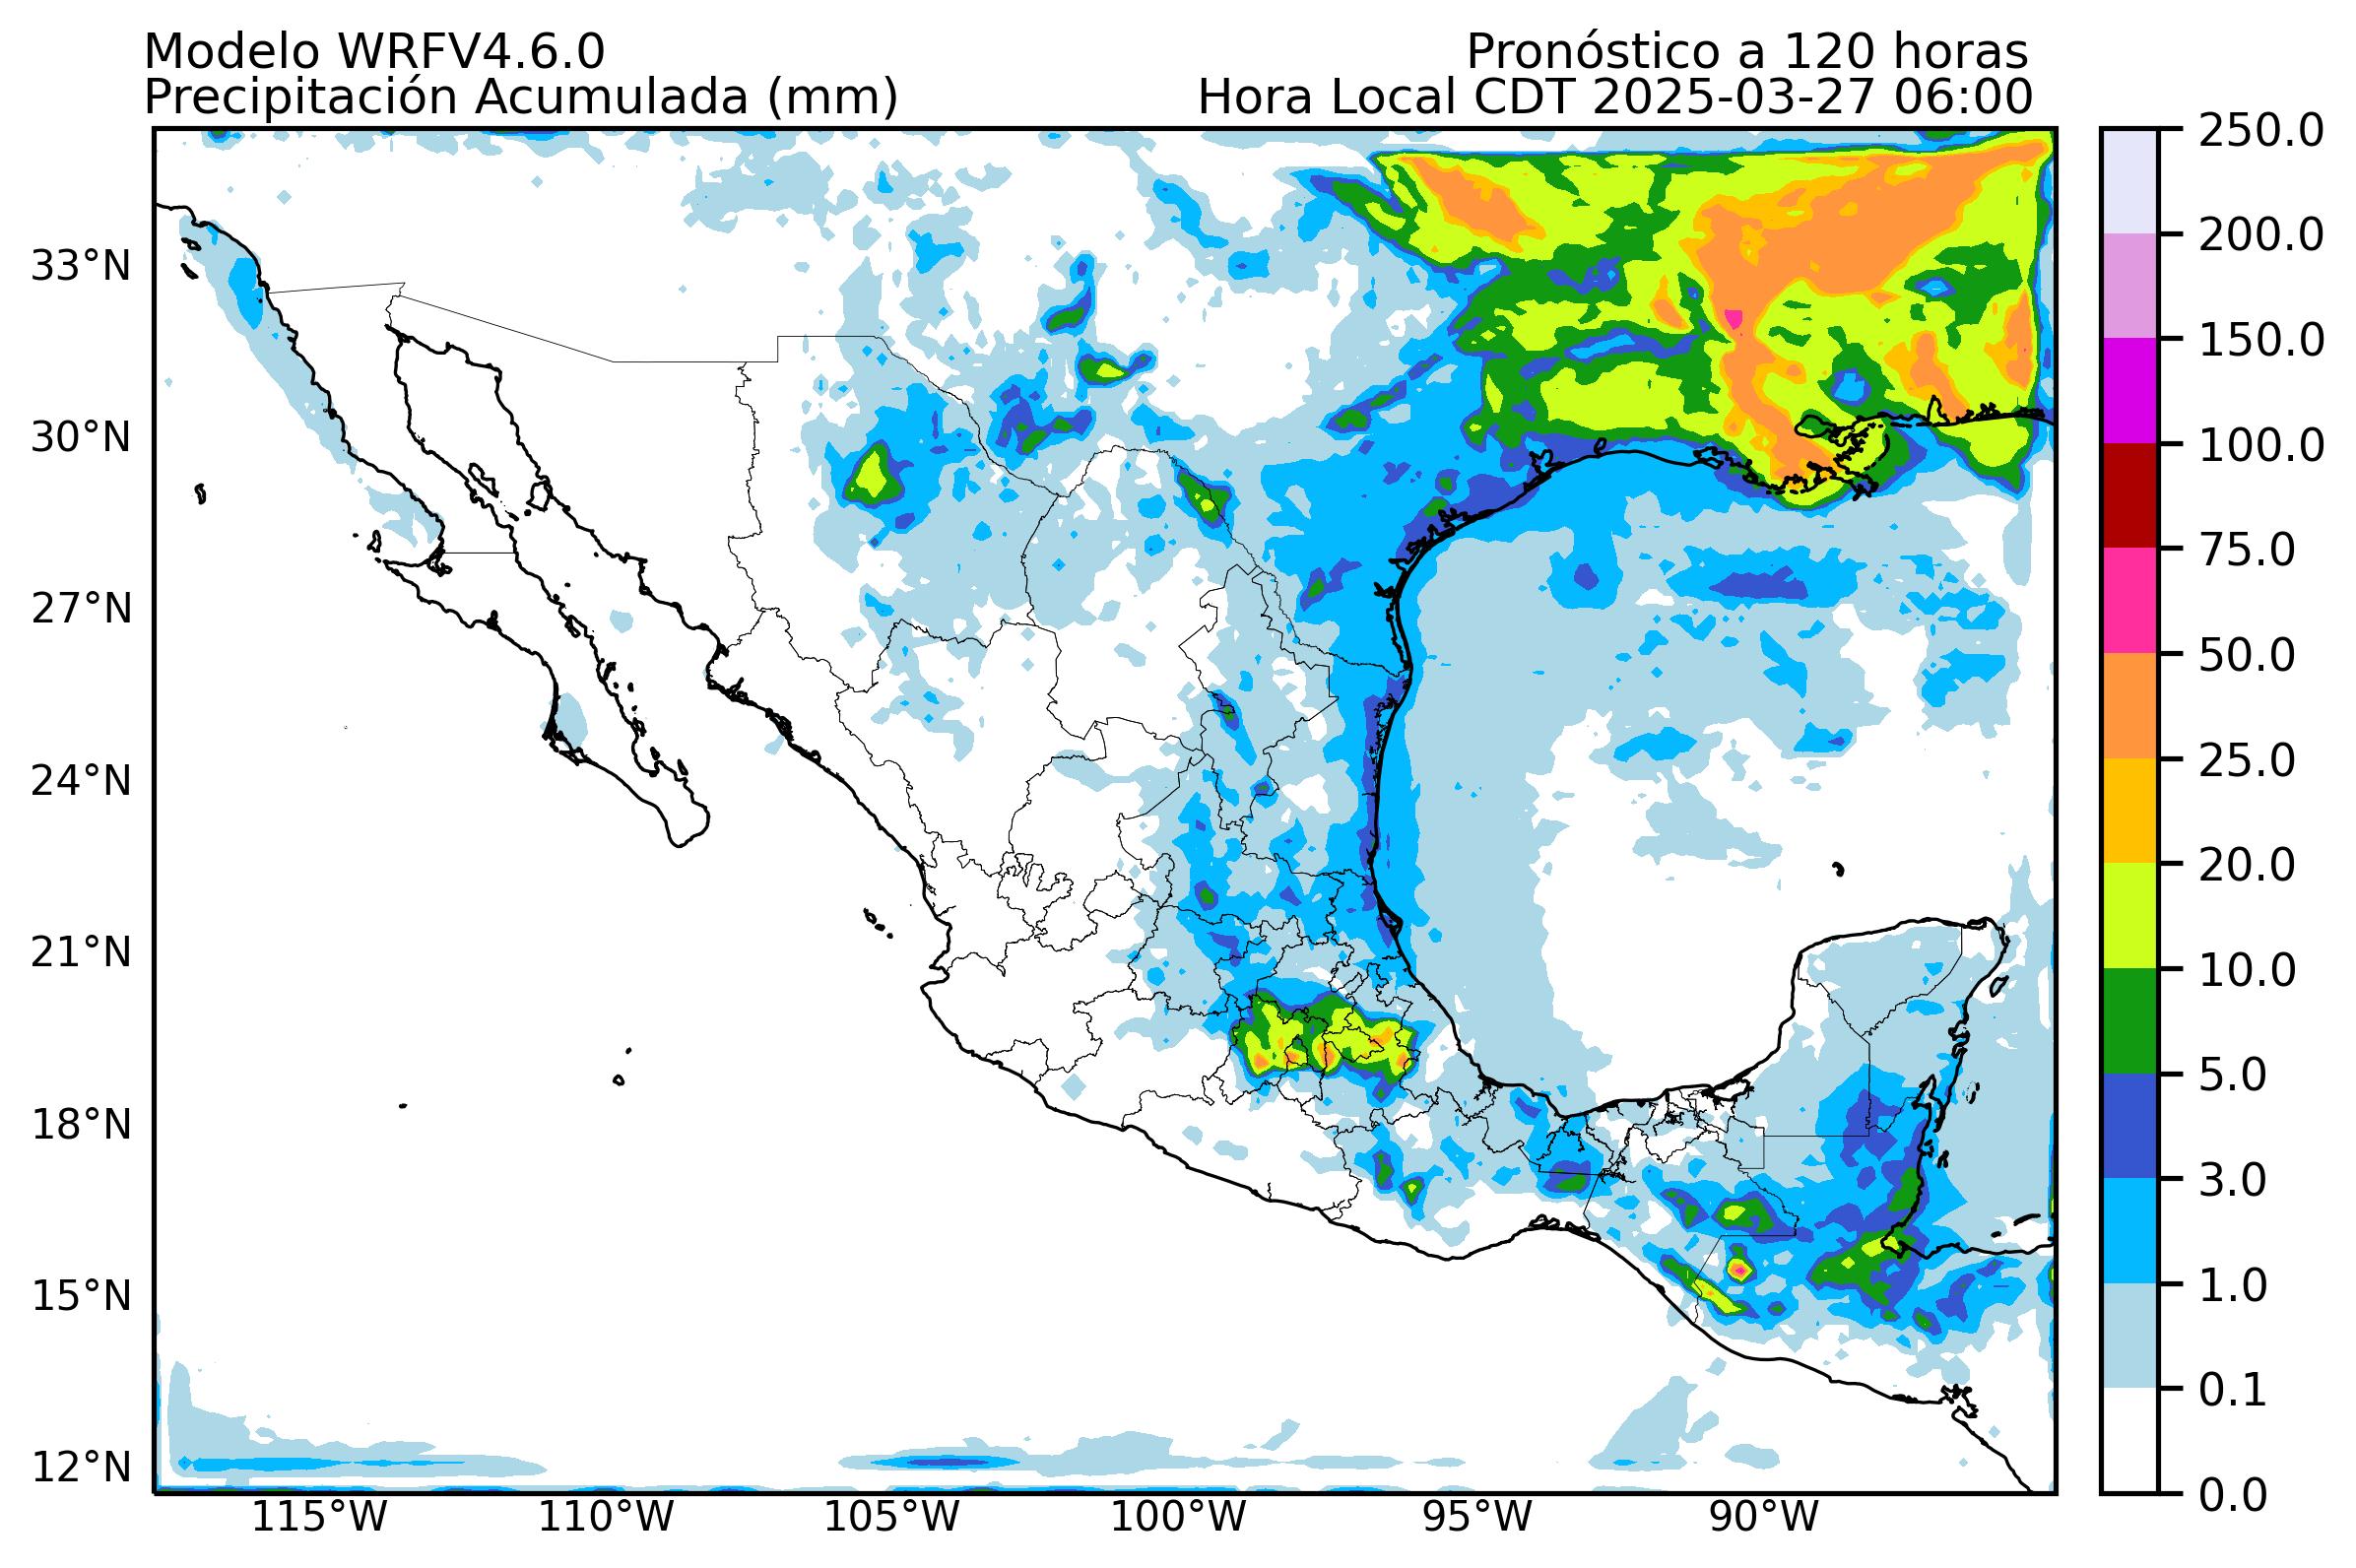 Modelo WRFV4.6.0
Pronóstico a 120 horas
Precipitación Acumulada (mm)
Hora Local CDT 2025-03-27 06:00
250.0
200.0
150.0
100.0
75.0
50.0
25.0
20.0
10.0
5.0
3.0
1.0
0.1
0.0
33°N
30°N
27°N
24°N
21°N
18°N
15°N
12°N
115°W
110°W
105°W
100°W
95°W
90°W